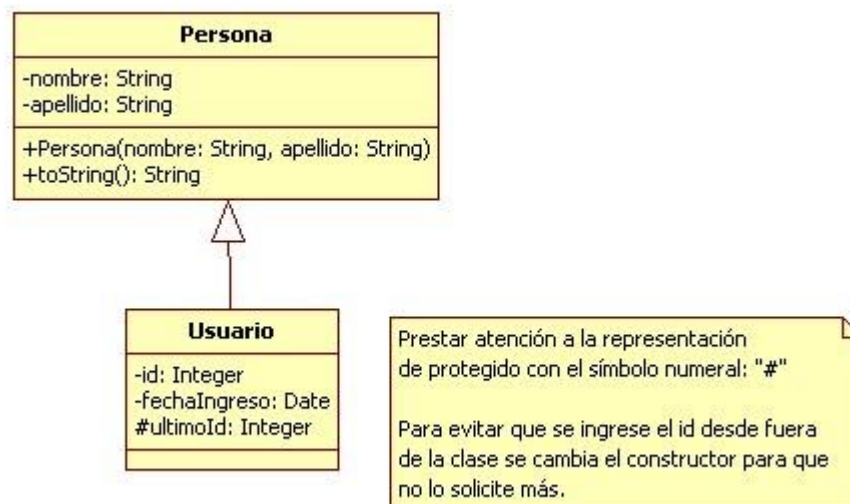 Persona
-nombre: String
-apellido: String
+Persona(nombre: String, apellido: String)
+toString(): String
Usuario
-id: Integer
-fechaIngreso: Date
#ultimoId: Integer
Prestar atención a la representación
de protegido con el símbolo numeral: "#"
Para evitar que se ingrese el id desde fuera
de la clase se cambia el constructor para que
no lo solicite más.